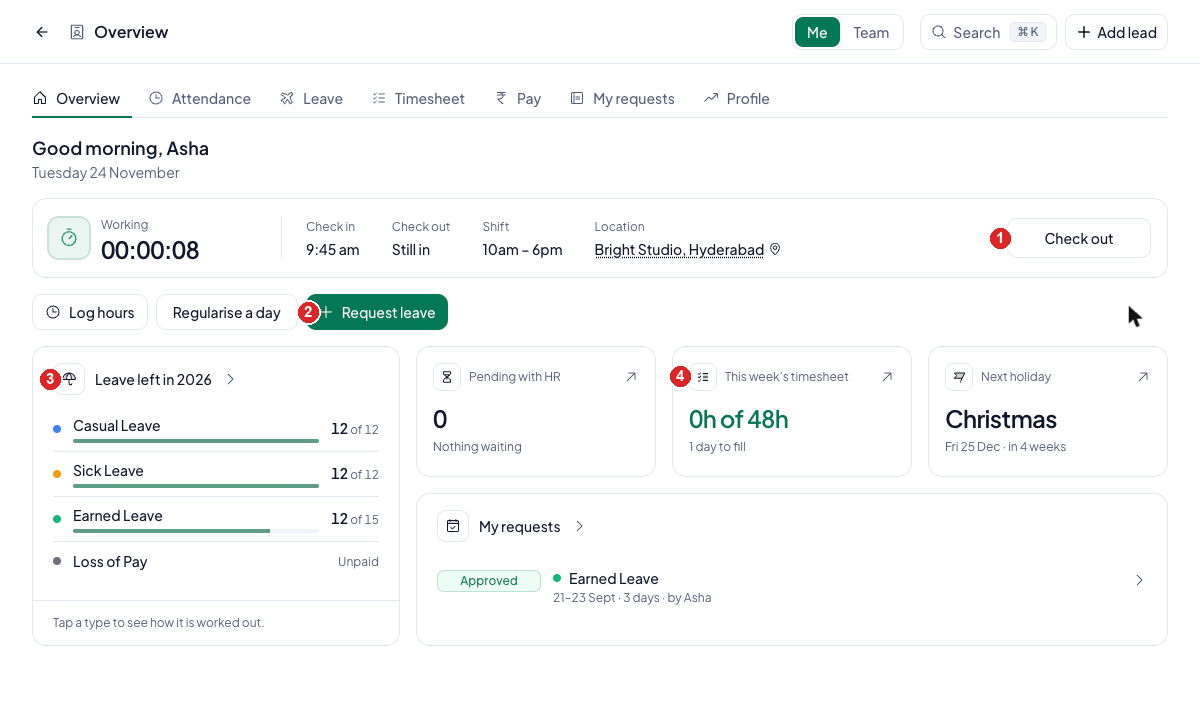 Overview
Me
Team
Search
⌘ K
Add lead
Overview
Attendance
Leave
Timesheet
₹ Pay
My requests
Profile
Good morning, Asha
Tuesday 24 November
Working
00:00:08
Check in
9:45 am
Check out
Still in
Shift
10am – 6pm
Location
Bright Studio, Hyderabad
1
Check out
Log hours
Regularise a day
2
+ Request leave
3
Leave left in 2026
Casual Leave
12 of 12
Sick Leave
12 of 12
Earned Leave
12 of 15
Loss of Pay
Unpaid
Tap a type to see how it is worked out.
Pending with HR
0
Nothing waiting
4
This week's timesheet
0h of 48h
1 day to fill
Next holiday
Christmas
Fri 25 Dec · in 4 weeks
My requests
Approved
Earned Leave
21–23 Sept · 3 days · by Asha